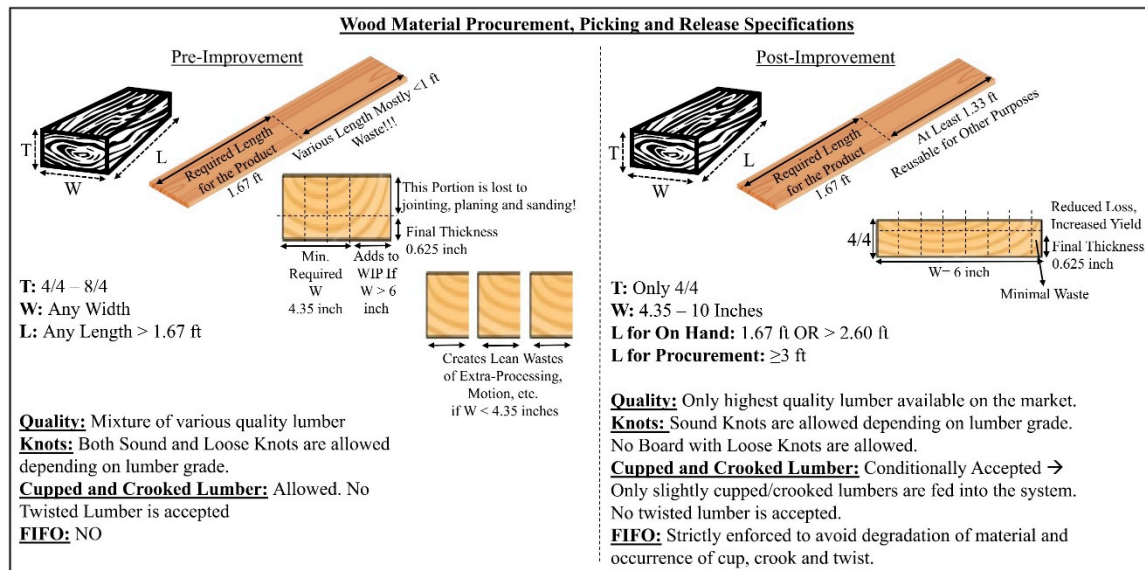 Wood Material Procurement, Picking and Release Specifications
Pre-Improvement
T
W
L
Required Length
for the Product
1.67 ft
Various Length Mostly <1 ft
Waste!!!
This Portion is lost to
jointing, planing and sanding!
Final Thickness
0.625 inch
Min.
Required
W
4.35 inch
Adds to
WIP If
W > 6
inch
Creates Lean Wastes
of Extra-Processing,
Motion, etc.
if W < 4.35 inches
T: 4/4 – 8/4
W: Any Width
L: Any Length > 1.67 ft
Quality: Mixture of various quality lumber
Knots: Both Sound and Loose Knots are allowed
depending on lumber grade.
Cupped and Crooked Lumber: Allowed. No
Twisted Lumber is accepted
FIFO: NO
Post-Improvement
T
W
L
Required Length
for the Product
1.67 ft
At Least 1.33 ft
Reusable for Other Purposes
4/4
W= 6 inch
Reduced Loss,
Increased Yield
Final Thickness
0.625 inch
Minimal Waste
T: Only 4/4
W: 4.35 – 10 Inches
L for On Hand: 1.67 ft OR > 2.60 ft
L for Procurement: ≥3 ft
Quality: Only highest quality lumber available on the market.
Knots: Sound Knots are allowed depending on lumber grade.
No Board with Loose Knots are allowed.
Cupped and Crooked Lumber: Conditionally Accepted →
Only slightly cupped/crooked lumbers are fed into the system.
No twisted lumber is accepted.
FIFO: Strictly enforced to avoid degradation of material and
occurrence of cup, crook and twist.